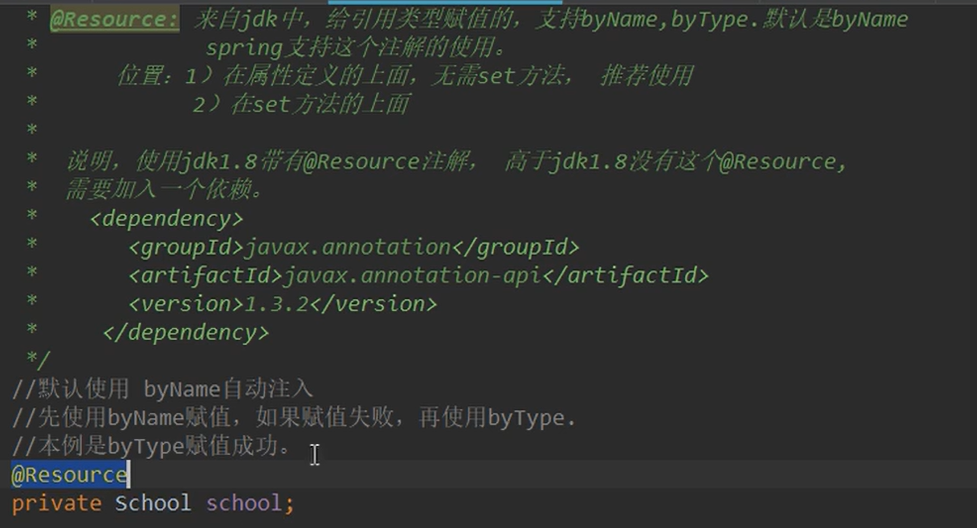 * @Resource: 来自jdk中，给引用类型赋值的，支持byName,byType.默认是byName
* spring支持这个注解的使用。
* 位置：1）在属性定义的上面，无需set方法， 推荐使用
* 2）在set方法的上面
*
* 说明，使用jdk1.8带有@Resource注解， 高于jdk1.8没有这个@Resource,
* 需要加入一个依赖。
* <dependency>
* <groupId>javax.annotation</groupId>
* <artifactId>javax.annotation-api</artifactId>
* <version>1.3.2</version>
* </dependency>
*/
//默认使用 byName自动注入
//先使用byName赋值，如果赋值失败，再使用byType.
//本例是byType赋值成功。
@Resource
private School school;